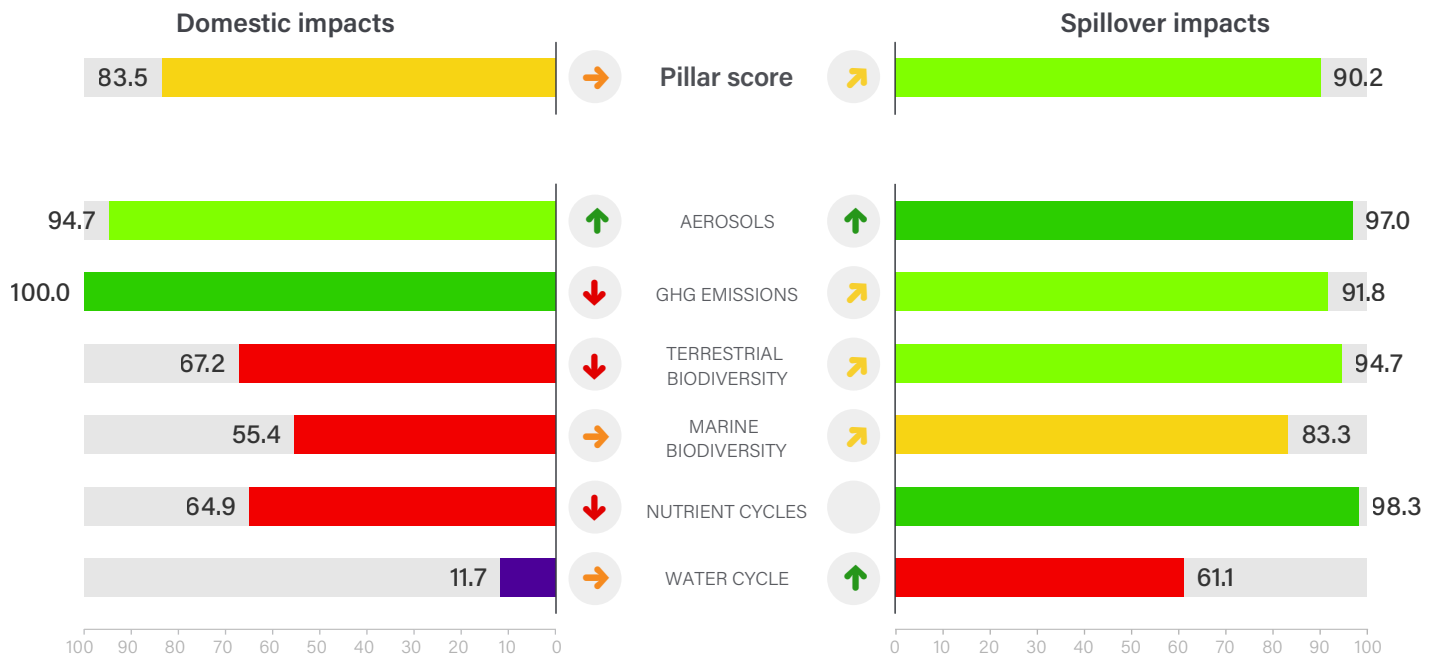 Domestic impacts
Spillover impacts
83.5
Pillar score
90.2
94.7
AEROSOLS
97.0
100.0
GHG EMISSIONS
91.8
67.2
TERRESTRIAL
BIODIVERSITY
94.7
55.4
MARINE
BIODIVERSITY
83.3
64.9
NUTRIENT CYCLES
98.3
11.7
WATER CYCLE
61.1
100 90 80 70 60 50 40 30 20 10 0
0 10 20 30 40 50 60 70 80 90 100